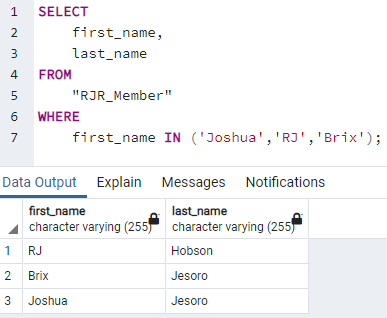 1 SELECT
2 first_name,
3 last_name
4 FROM
5 "RJR_Member"
6 WHERE
7 first_name IN ('Joshua','RJ','Brix');
Data Output Explain Messages Notifications
first_name last_name
character varying (255) character varying (255)
1 RJ Hobson
2 Brix Jesoro
3 Joshua Jesoro